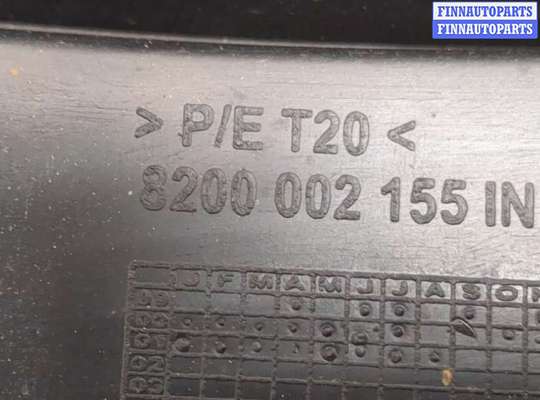 FINNAUTOPARTS
FINNAUTOPARTS
> P/E T20 <
8200 002 155 IN
J F M A M J J A S O